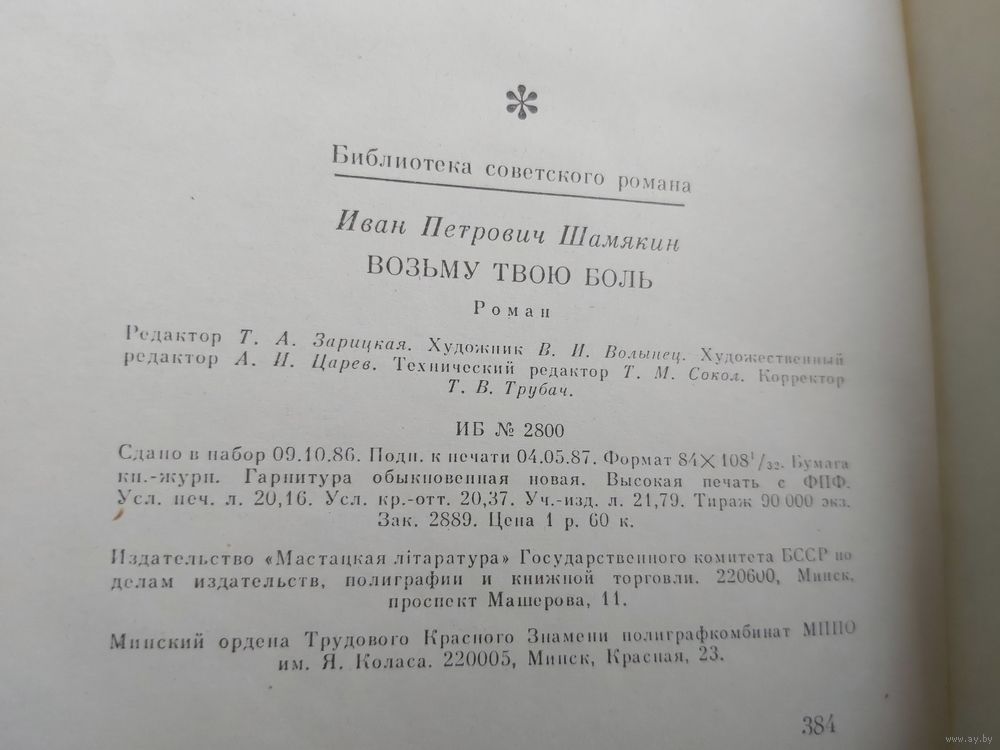 *
Библиотека советского романа
Иван Петрович Шамякин
ВОЗЬМУ ТВОЮ БОЛЬ
Роман
Редактор Т. А. Зарицкая. Художник В. И. Волынец. Художественный
редактор А. И. Царев. Технический редактор Т. М. Сокол. Корректор
Т. В. Трубач.
ИБ № 2800
Сдано в набор 09.10.86. Подп. к печати 04.05.87. Формат 84×108¹/₃₂. Бумага
кн.-журн. Гарнитура обыкновенная новая. Высокая печать с ФПФ.
Усл. печ. л. 20,16. Усл. кр.-отт. 20,37. Уч.-изд. л. 21,79. Тираж 90 000 экз.
Зак. 2889. Цена 1 р. 60 к.
Издательство «Мастацкая літаратура» Государственного комитета БССР по
делам издательств, полиграфии и книжной торговли. 220600, Минск,
проспект Машерова, 11.
Минский ордена Трудового Красного Знамени полиграфкомбинат МППО
им. Я. Коласа. 220005, Минск, Красная, 23.
384
www.ay.by